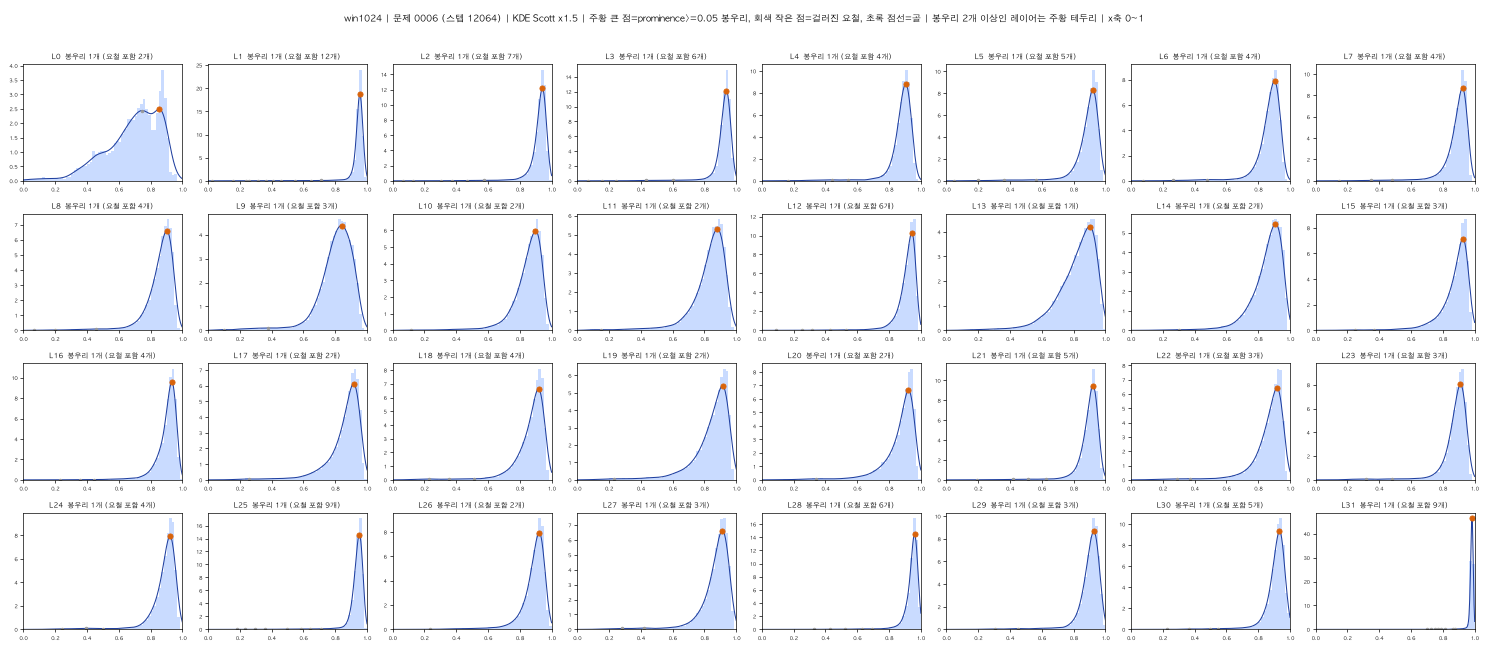 win1024 | 문제 0006 (스텝 12064) | KDE Scott x1.5 | 주황 큰 점=prominence>=0.05 봉우리, 회색 작은 점=걸러진 요철, 초록 점선=골 | 봉우리 2개 이상인 레이어는 주황 테두리 | x축 0~1
L0 봉우리 1개 (요철 포함 2개)
L1 봉우리 1개 (요철 포함 12개)
L2 봉우리 1개 (요철 포함 7개)
L3 봉우리 1개 (요철 포함 6개)
L4 봉우리 1개 (요철 포함 4개)
L5 봉우리 1개 (요철 포함 5개)
L6 봉우리 1개 (요철 포함 4개)
L7 봉우리 1개 (요철 포함 4개)
L8 봉우리 1개 (요철 포함 4개)
L9 봉우리 1개 (요철 포함 3개)
L10 봉우리 1개 (요철 포함 2개)
L11 봉우리 1개 (요철 포함 2개)
L12 봉우리 1개 (요철 포함 6개)
L13 봉우리 1개 (요철 포함 1개)
L14 봉우리 1개 (요철 포함 2개)
L15 봉우리 1개 (요철 포함 3개)
L16 봉우리 1개 (요철 포함 4개)
L17 봉우리 1개 (요철 포함 2개)
L18 봉우리 1개 (요철 포함 4개)
L19 봉우리 1개 (요철 포함 2개)
L20 봉우리 1개 (요철 포함 2개)
L21 봉우리 1개 (요철 포함 5개)
L22 봉우리 1개 (요철 포함 3개)
L23 봉우리 1개 (요철 포함 3개)
L24 봉우리 1개 (요철 포함 4개)
L25 봉우리 1개 (요철 포함 9개)
L26 봉우리 1개 (요철 포함 2개)
L27 봉우리 1개 (요철 포함 3개)
L28 봉우리 1개 (요철 포함 6개)
L29 봉우리 1개 (요철 포함 3개)
L30 봉우리 1개 (요철 포함 5개)
L31 봉우리 1개 (요철 포함 9개)